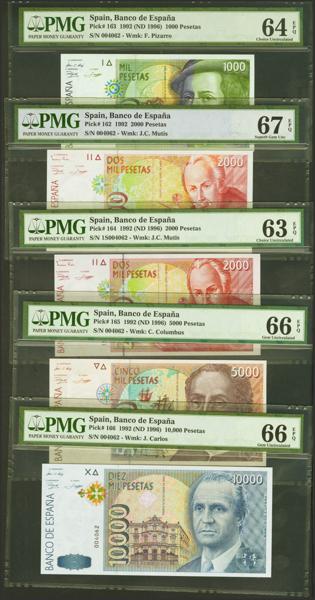 PMG
PAPER MONEY GUARANTY
Spain, Banco de España
Pick# 163 1992 (ND 1996) 1000 Pesetas
S/N 004062 - Wmk: F. Pizarro
64 EPQ
Choice Uncirculated
1000
MIL
PESETAS
PMG
PAPER MONEY GUARANTY
Spain, Banco de España
Pick# 162 1992 2000 Pesetas
S/N 004062 - Wmk: J.C. Mutis
67 EPQ
Superb Gem Unc
DOS
MIL PESETAS
2000
ESPAÑA
PMG
PAPER MONEY GUARANTY
Spain, Banco de España
Pick# 164 1992 (ND 1996) 2000 Pesetas
S/N 1S004062 - Wmk: J.C. Mutis
63 EPQ
Choice Uncirculated
DOS
MIL PESETAS
2000
ESPAÑA
PMG
PAPER MONEY GUARANTY
Spain, Banco de España
Pick# 165 1992 (ND 1996) 5000 Pesetas
S/N 004062 - Wmk: C. Columbus
66 EPQ
Gem Uncirculated
CINCO
MIL PESETAS
5000
ESPAÑA
PMG
PAPER MONEY GUARANTY
Spain, Banco de España
Pick# 166 1992 (ND 1996) 10,000 Pesetas
S/N 004062 - Wmk: J. Carlos
66 EPQ
Gem Uncirculated
DIEZ
MIL PESETAS
10000
BANCO DE ESPAÑA
10000
004062